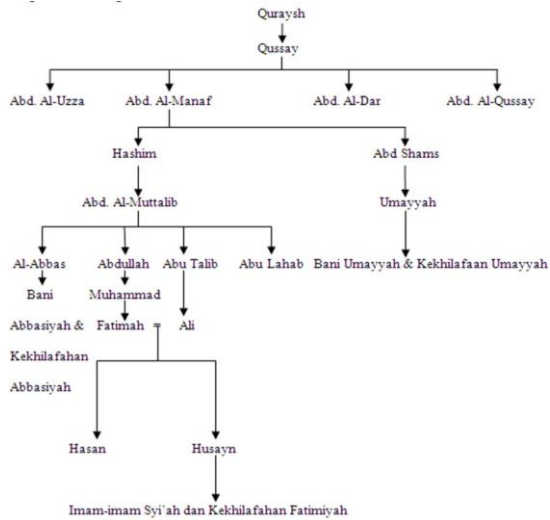 Quraysh
Qussay
Abd. Al-Uzza Abd. Al-Manaf Abd. Al-Dar Abd. Al-Qussay
Hashim Abd Shams
Abd. Al-Muttalib Umayyah
Al-Abbas Abdullah Abu Talib Abu Lahab Bani Umayyah & Kekhilafaan Umayyah
Bani Muhammad
Abbasiyah & Fatimah = Ali
Kekhilafahan
Abbasiyah
Hasan Husayn
Imam-imam Syi'ah dan Kekhilafahan Fatimiyah